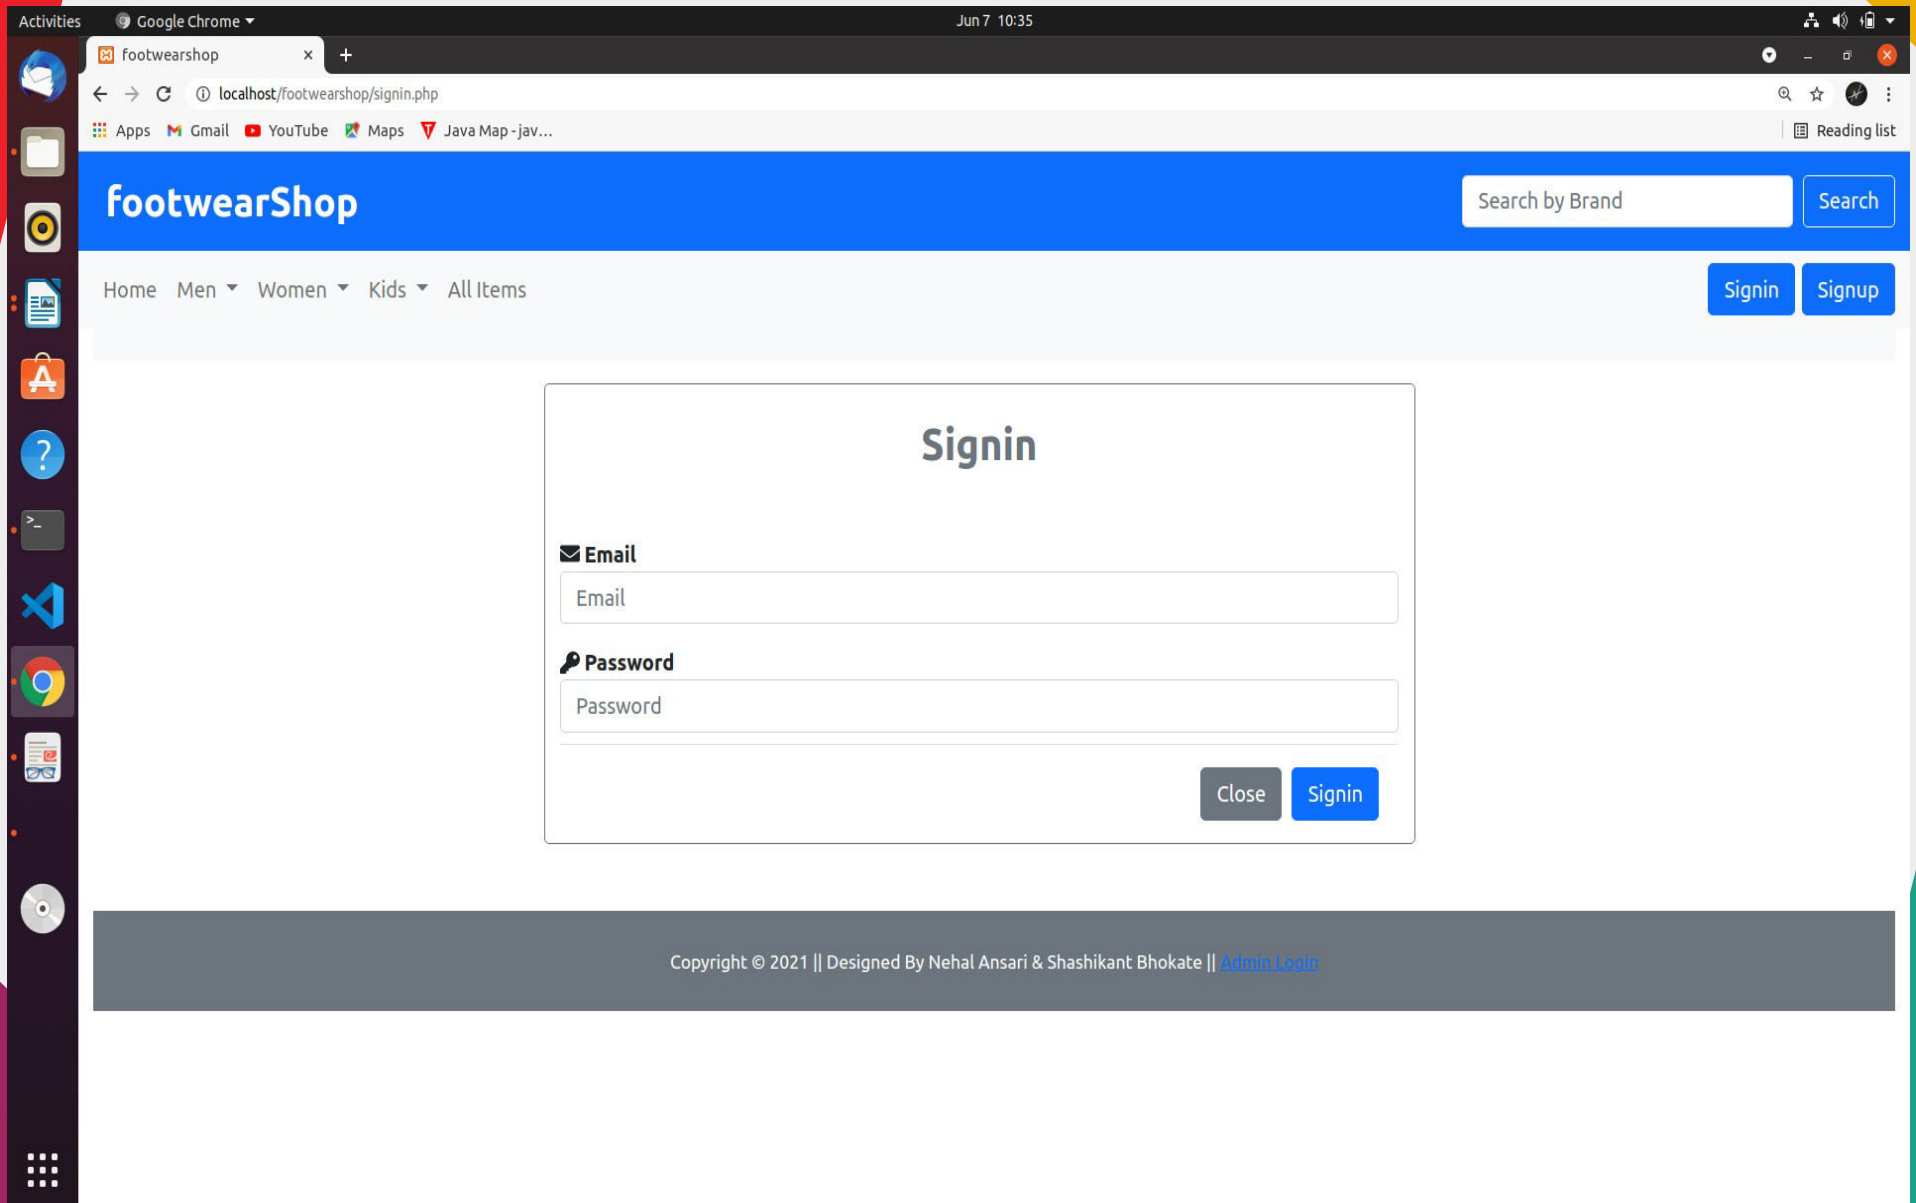 Activities Google Chrome Jun 7 10:35
footwearshop
localhost/footwearshop/signin.php
Apps Gmail YouTube Maps Java Map - jav... Reading list
footwearShop Search by Brand Search
Home Men Women Kids All Items Signin Signup
Signin
Email
Email
Password
Password
Close Signin
Copyright © 2021 || Designed By Nehal Ansari & Shashikant Bhokate || Admin Login